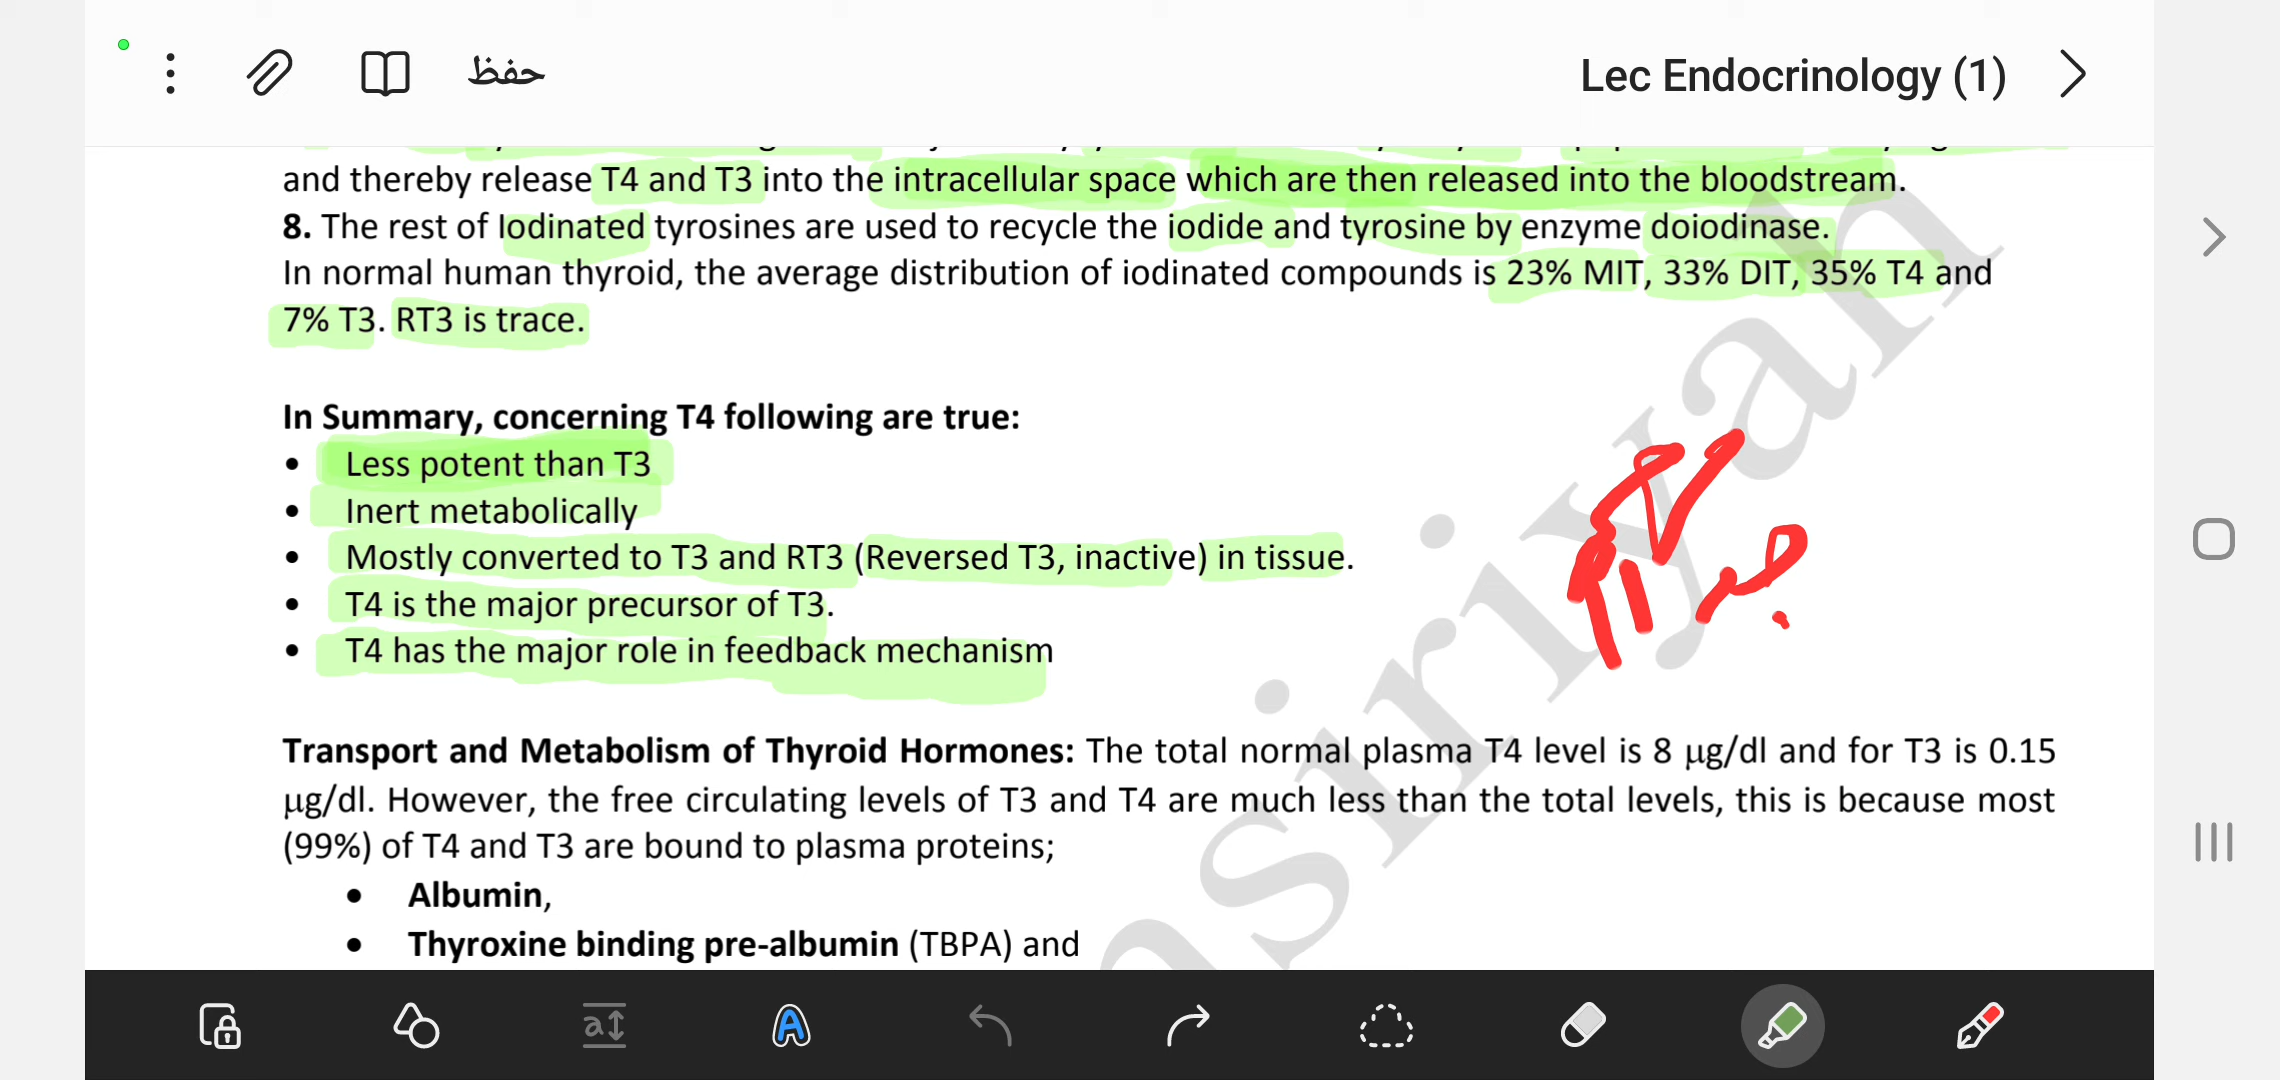 حفظ
Lec Endocrinology (1)
and thereby release T4 and T3 into the intracellular space which are then released into the bloodstream.
8. The rest of Iodinated tyrosines are used to recycle the iodide and tyrosine by enzyme doiodinase.
In normal human thyroid, the average distribution of iodinated compounds is 23% MIT, 33% DIT, 35% T4 and
7% T3. RT3 is trace.
In Summary, concerning T4 following are true:
• Less potent than T3
• Inert metabolically
• Mostly converted to T3 and RT3 (Reversed T3, inactive) in tissue.
• T4 is the major precursor of T3.
• T4 has the major role in feedback mechanism
Transport and Metabolism of Thyroid Hormones: The total normal plasma T4 level is 8 µg/dl and for T3 is 0.15
µg/dl. However, the free circulating levels of T3 and T4 are much less than the total levels, this is because most
(99%) of T4 and T3 are bound to plasma proteins;
• Albumin,
• Thyroxine binding pre-albumin (TBPA) and